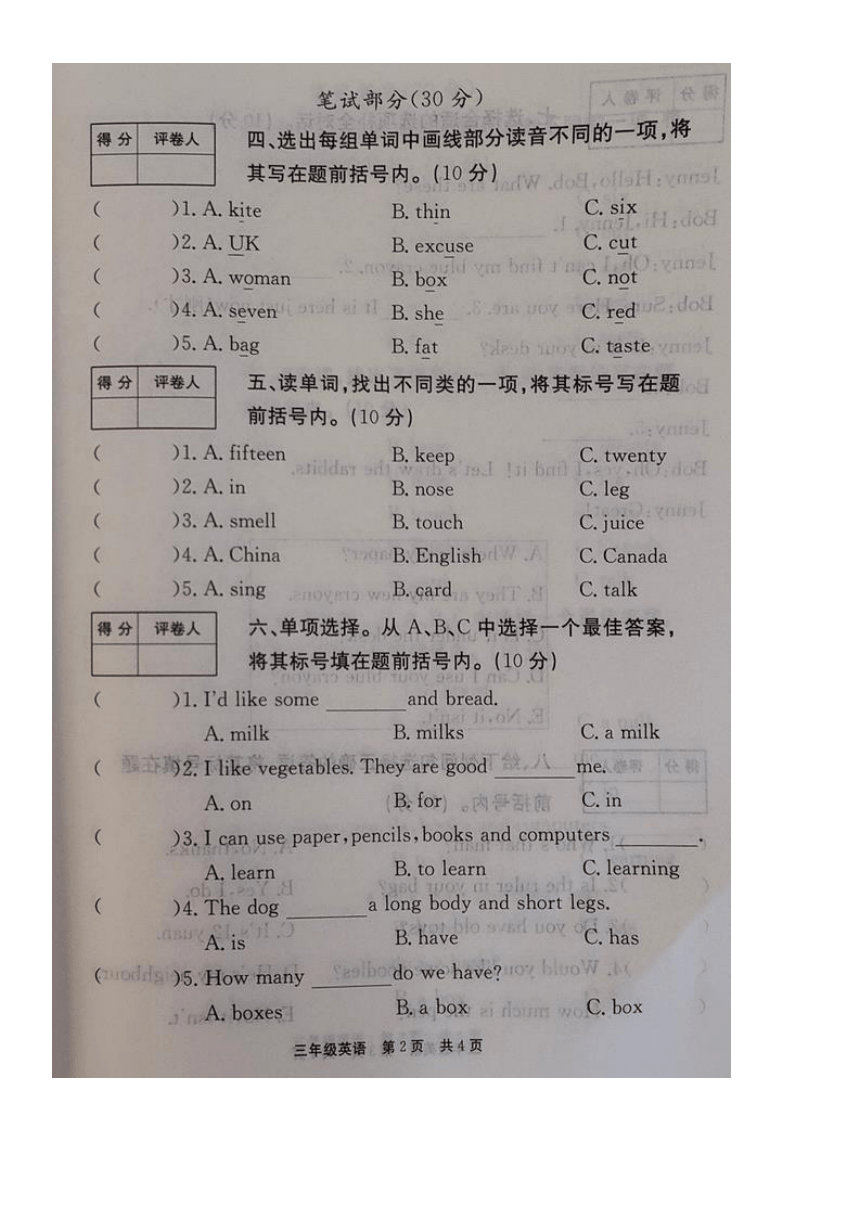 笔试部分(30 分)
得 分 评卷人
四、选出每组单词中画线部分读音不同的一项,将
其写在题前括号内。(10 分)
( )1. A. kite B. thin C. six
( )2. A. UK B. excuse C. cut
( )3. A. woman B. box C. not
( )4. A. seven B. she C. red
( )5. A. bag B. fat C. taste
得 分 评卷人
五、读单词,找出不同类的一项,将其标号写在题
前括号内。(10 分)
( )1. A. fifteen B. keep C. twenty
( )2. A. in B. nose C. leg
( )3. A. smell B. touch C. juice
( )4. A. China B. English C. Canada
( )5. A. sing B. card C. talk
得 分 评卷人
六、单项选择。从 A、B、C 中选择一个最佳答案,
将其标号填在题前括号内。(10 分)
( )1. I'd like some ________ and bread.
A. milk B. milks C. a milk
( )2. I like vegetables. They are good ________ me.
A. on B. for C. in
( )3. I can use paper, pencils, books and computers ________.
A. learn B. to learn C. learning
( )4. The dog ________ a long body and short legs.
A. is B. have C. has
( )5. How many ________ do we have?
A. boxes B. a box C. box
三年级英语 第 2 页 共 4 页